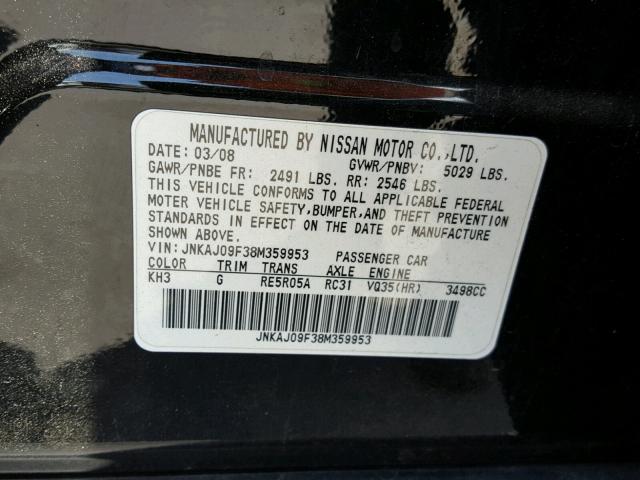 MANUFACTURED BY NISSAN MOTOR CO.,LTD.
DATE: 03/08 GVWR/PNBV: 5029 LBS.
GAWR/PNBE FR: 2491 LBS. RR: 2546 LBS.
THIS VEHICLE CONFORMS TO ALL APPLICABLE FEDERAL
MOTOR VEHICLE SAFETY, BUMPER, AND THEFT PREVENTION
STANDARDS IN EFFECT ON THE DATE OF MANUFACTURE
SHOWN ABOVE.
VIN: JNKAJ09F38M359953 PASSENGER CAR
COLOR TRIM TRANS AXLE ENGINE
KH3 G RE5R05A RC31 VQ35(HR) 3498CC
JNKAJ09F38M359953